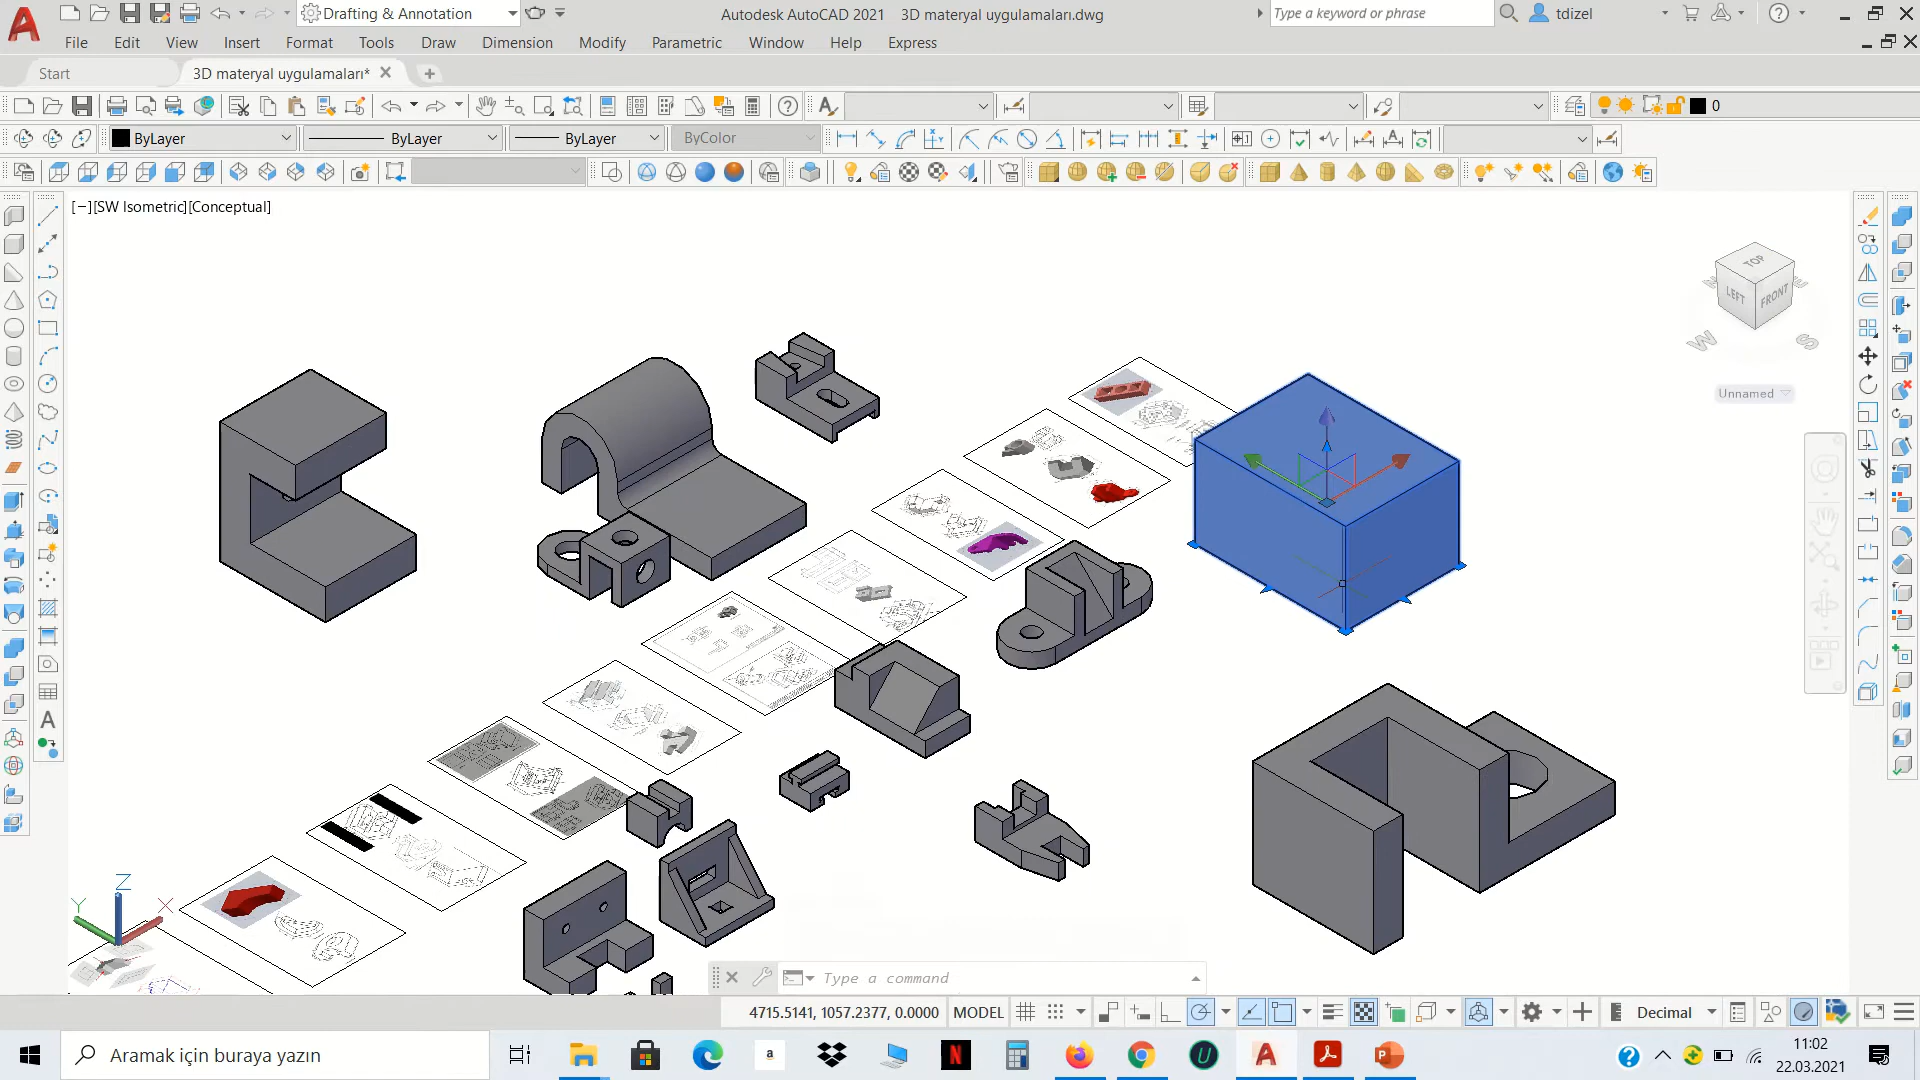 Drafting & Annotation
Autodesk AutoCAD 2021 3D materyal uygulamaları.dwg
Type a keyword or phrase
tdizel
File Edit View Insert Format Tools Draw Dimension Modify Parametric Window Help Express
Start
3D materyal uygulamaları*
0
ByLayer
ByLayer
ByLayer
ByColor
[−][SW Isometric][Conceptual]
TOP
LEFT
FRONT
W
S
Unnamed
A
Z
Y
X
Type a command
4715.5141, 1057.2377, 0.0000
MODEL
Decimal
Aramak için buraya yazın
11:02
22.03.2021